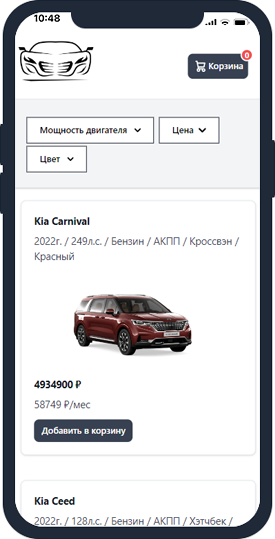 10:48
0
Корзина
Мощность двигателя
Цена
Цвет
Kia Carnival
2022г. / 249л.с. / Бензин / АКПП / Кроссвэн /
Красный
4934900 ₽
58749 ₽/мес
Добавить в корзину
Kia Ceed
2022г. / 128л.с. / Бензин / АКПП / Хэтчбек /